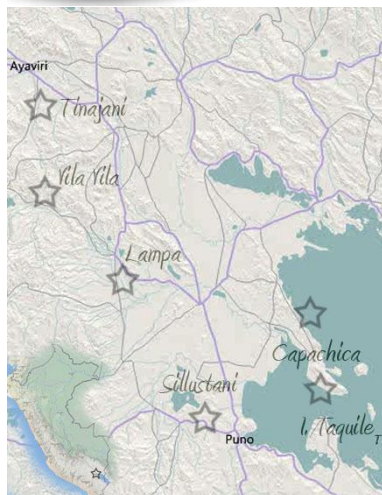 Ayaviri
Tinajani
Vila Vila
Lampa
Capachica
Sillustani
I. Taquile
Puno
T